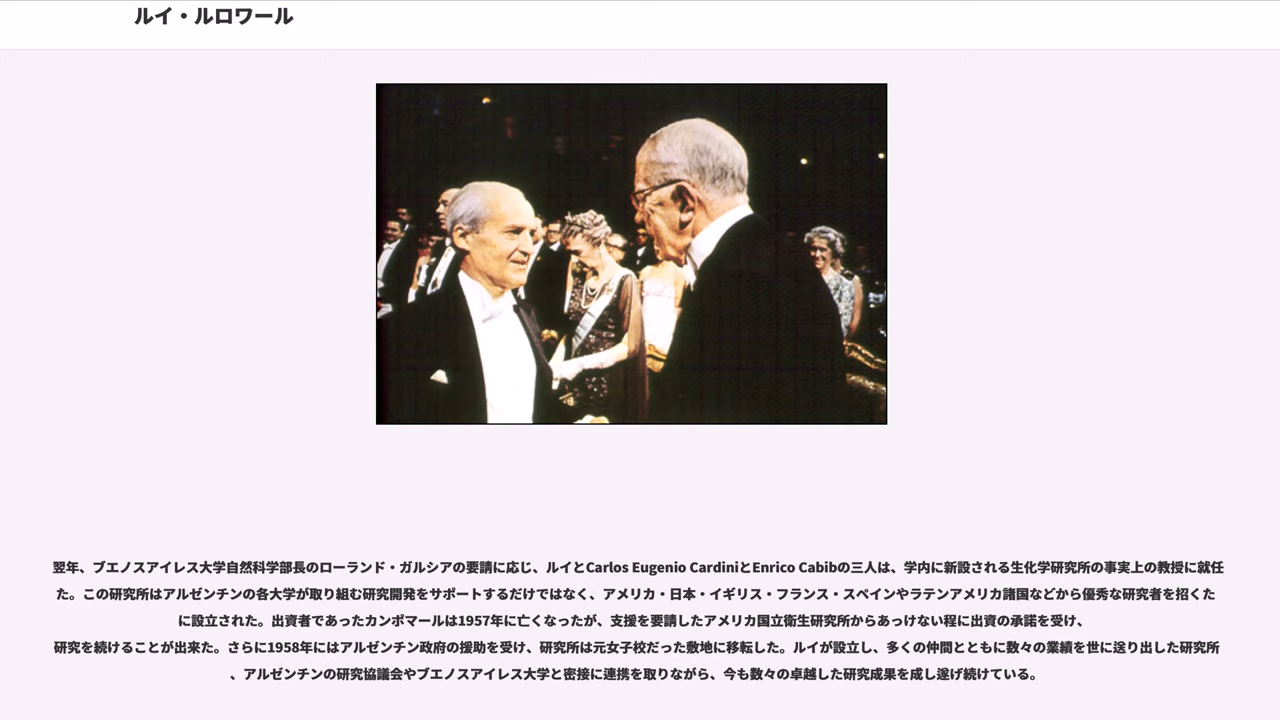 ルイ・ルロワール
翌年、ブエノスアイレス大学自然科学部長のローランド・ガルシアの要請に応じ、ルイとCarlos Eugenio CardiniとEnrico Cabibの三人は、学内に新設される生化学研究所の事実上の教授に就任
た。この研究所はアルゼンチンの各大学が取り組む研究開発をサポートするだけではなく、アメリカ・日本・イギリス・フランス・スペインやラテンアメリカ諸国などから優秀な研究者を招くた
に設立された。出資者であったカンポマールは1957年に亡くなったが、支援を要請したアメリカ国立衛生研究所からあっけない程に出資の承諾を受け、
研究を続けることが出来た。さらに1958年にはアルゼンチン政府の援助を受け、研究所は元女子校だった敷地に移転した。ルイが設立し、多くの仲間とともに数々の業績を世に送り出した研究所
、アルゼンチンの研究協議会やブエノスアイレス大学と密接に連携を取りながら、今も数々の卓越した研究成果を成し遂げ続けている。